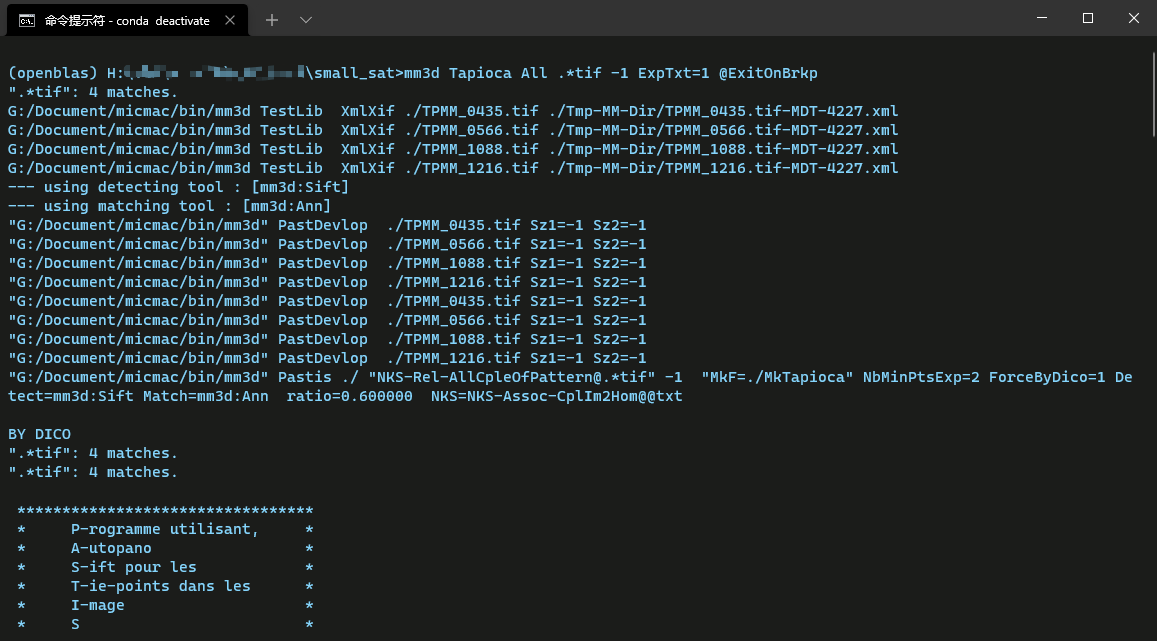 命令提示符 - conda deactivate
(openblas) H: \small_sat>mm3d Tapioca All .*tif -1 ExpTxt=1 @ExitOnBrkp
".*tif": 4 matches.
G:/Document/micmac/bin/mm3d TestLib  XmlXif ./TPMM_0435.tif ./Tmp-MM-Dir/TPMM_0435.tif-MDT-4227.xml
G:/Document/micmac/bin/mm3d TestLib  XmlXif ./TPMM_0566.tif ./Tmp-MM-Dir/TPMM_0566.tif-MDT-4227.xml
G:/Document/micmac/bin/mm3d TestLib  XmlXif ./TPMM_1088.tif ./Tmp-MM-Dir/TPMM_1088.tif-MDT-4227.xml
G:/Document/micmac/bin/mm3d TestLib  XmlXif ./TPMM_1216.tif ./Tmp-MM-Dir/TPMM_1216.tif-MDT-4227.xml
--- using detecting tool : [mm3d:Sift]
--- using matching tool : [mm3d:Ann]
"G:/Document/micmac/bin/mm3d" PastDevlop  ./TPMM_0435.tif Sz1=-1 Sz2=-1
"G:/Document/micmac/bin/mm3d" PastDevlop  ./TPMM_0566.tif Sz1=-1 Sz2=-1
"G:/Document/micmac/bin/mm3d" PastDevlop  ./TPMM_1088.tif Sz1=-1 Sz2=-1
"G:/Document/micmac/bin/mm3d" PastDevlop  ./TPMM_1216.tif Sz1=-1 Sz2=-1
"G:/Document/micmac/bin/mm3d" PastDevlop  ./TPMM_0435.tif Sz1=-1 Sz2=-1
"G:/Document/micmac/bin/mm3d" PastDevlop  ./TPMM_0566.tif Sz1=-1 Sz2=-1
"G:/Document/micmac/bin/mm3d" PastDevlop  ./TPMM_1088.tif Sz1=-1 Sz2=-1
"G:/Document/micmac/bin/mm3d" PastDevlop  ./TPMM_1216.tif Sz1=-1 Sz2=-1
"G:/Document/micmac/bin/mm3d" Pastis ./ "NKS-Rel-AllCpleOfPattern@.*tif" -1  "MkF=./MkTapioca" NbMinPtsExp=2 ForceByDico=1 De
tect=mm3d:Sift Match=mm3d:Ann  ratio=0.600000  NKS=NKS-Assoc-CplIm2Hom@@txt
BY DICO
".*tif": 4 matches.
".*tif": 4 matches.
*********************************
*     P-rogramme utilisant,     *
*     A-utopano                 *
*     S-ift pour les            *
*     T-ie-points dans les      *
*     I-mage                    *
*     S                         *